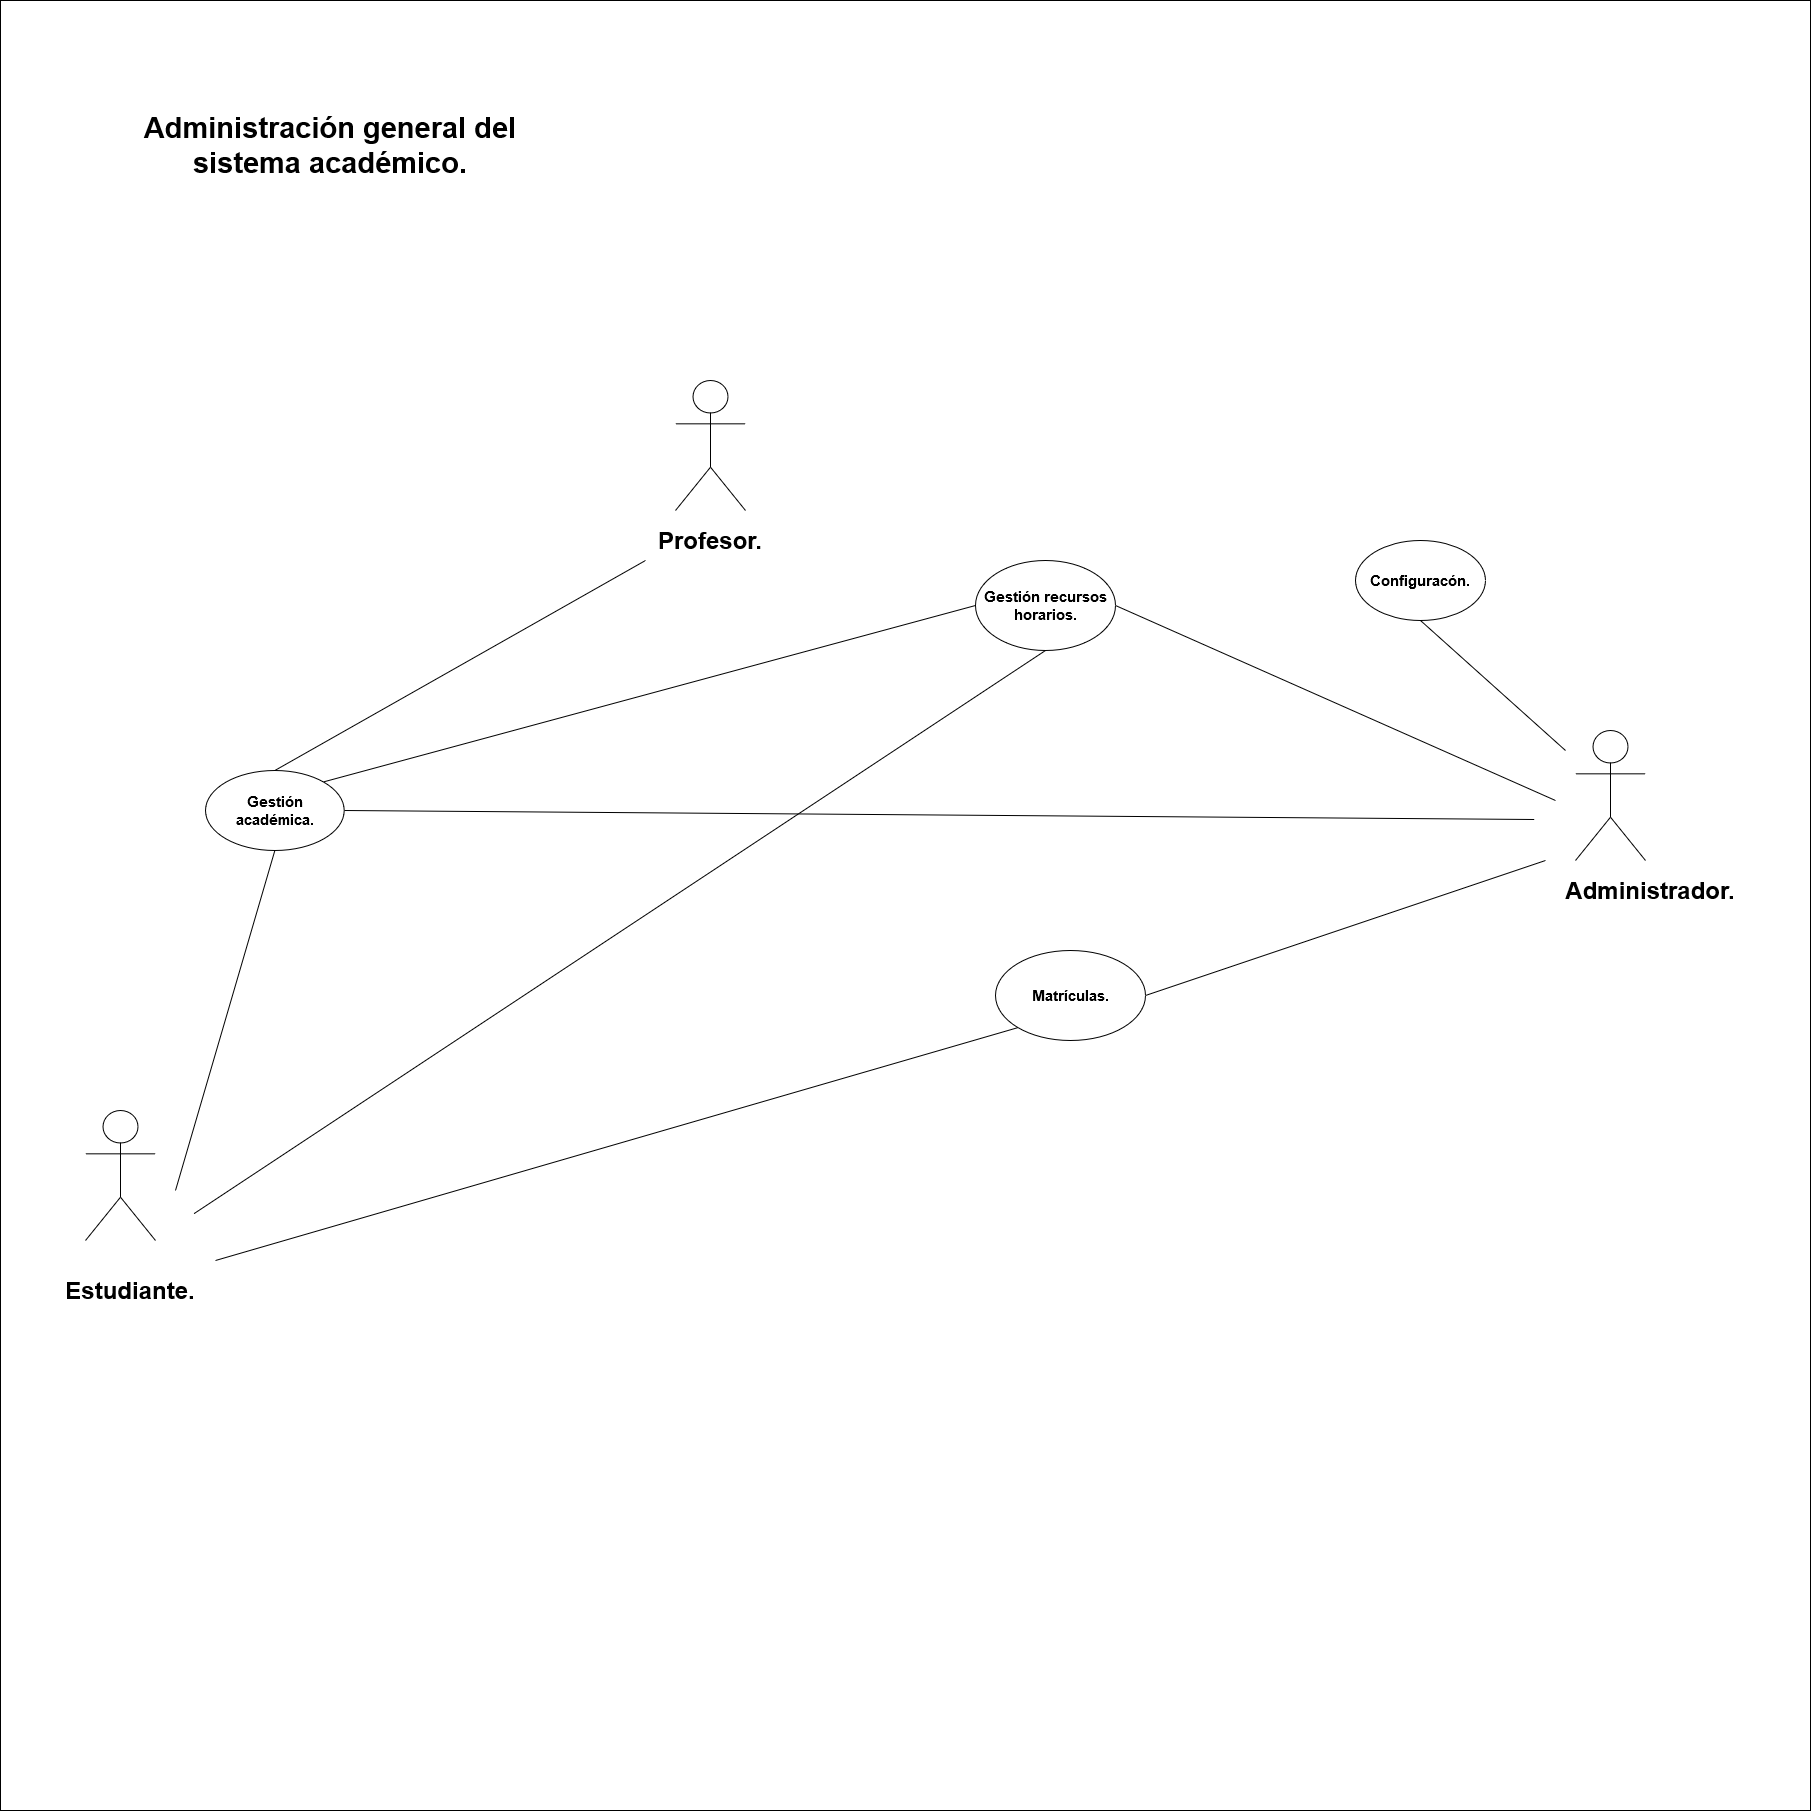 Administración general del
sistema académico.
Profesor.
Gestión recursos
horarios.
Configuracón.
Gestión
académica.
Administrador.
Matrículas.
Estudiante.